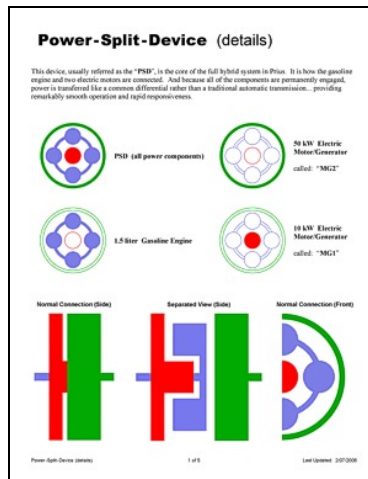 Power-Split-Device (details)
This device, usually referred as the "PSD", is the core of the full hybrid system in Prius. It is how the gasoline
engine and two electric motors are connected. And because all of the components are permanently engaged,
power is transferred like a common differential rather than a traditional automatic transmission... providing
remarkably smooth operation and rapid responsiveness.
PSD (all power components)
50 kW Electric
Motor/Generator
called: "MG2"
1.5 liter Gasoline Engine
10 kW Electric
Motor/Generator
called: "MG1"
Normal Connection (Side)
Separated View (Side)
Normal Connection (Front)
Power-Split-Device (details)
1 of 5
Last Updated: 2/07/2006